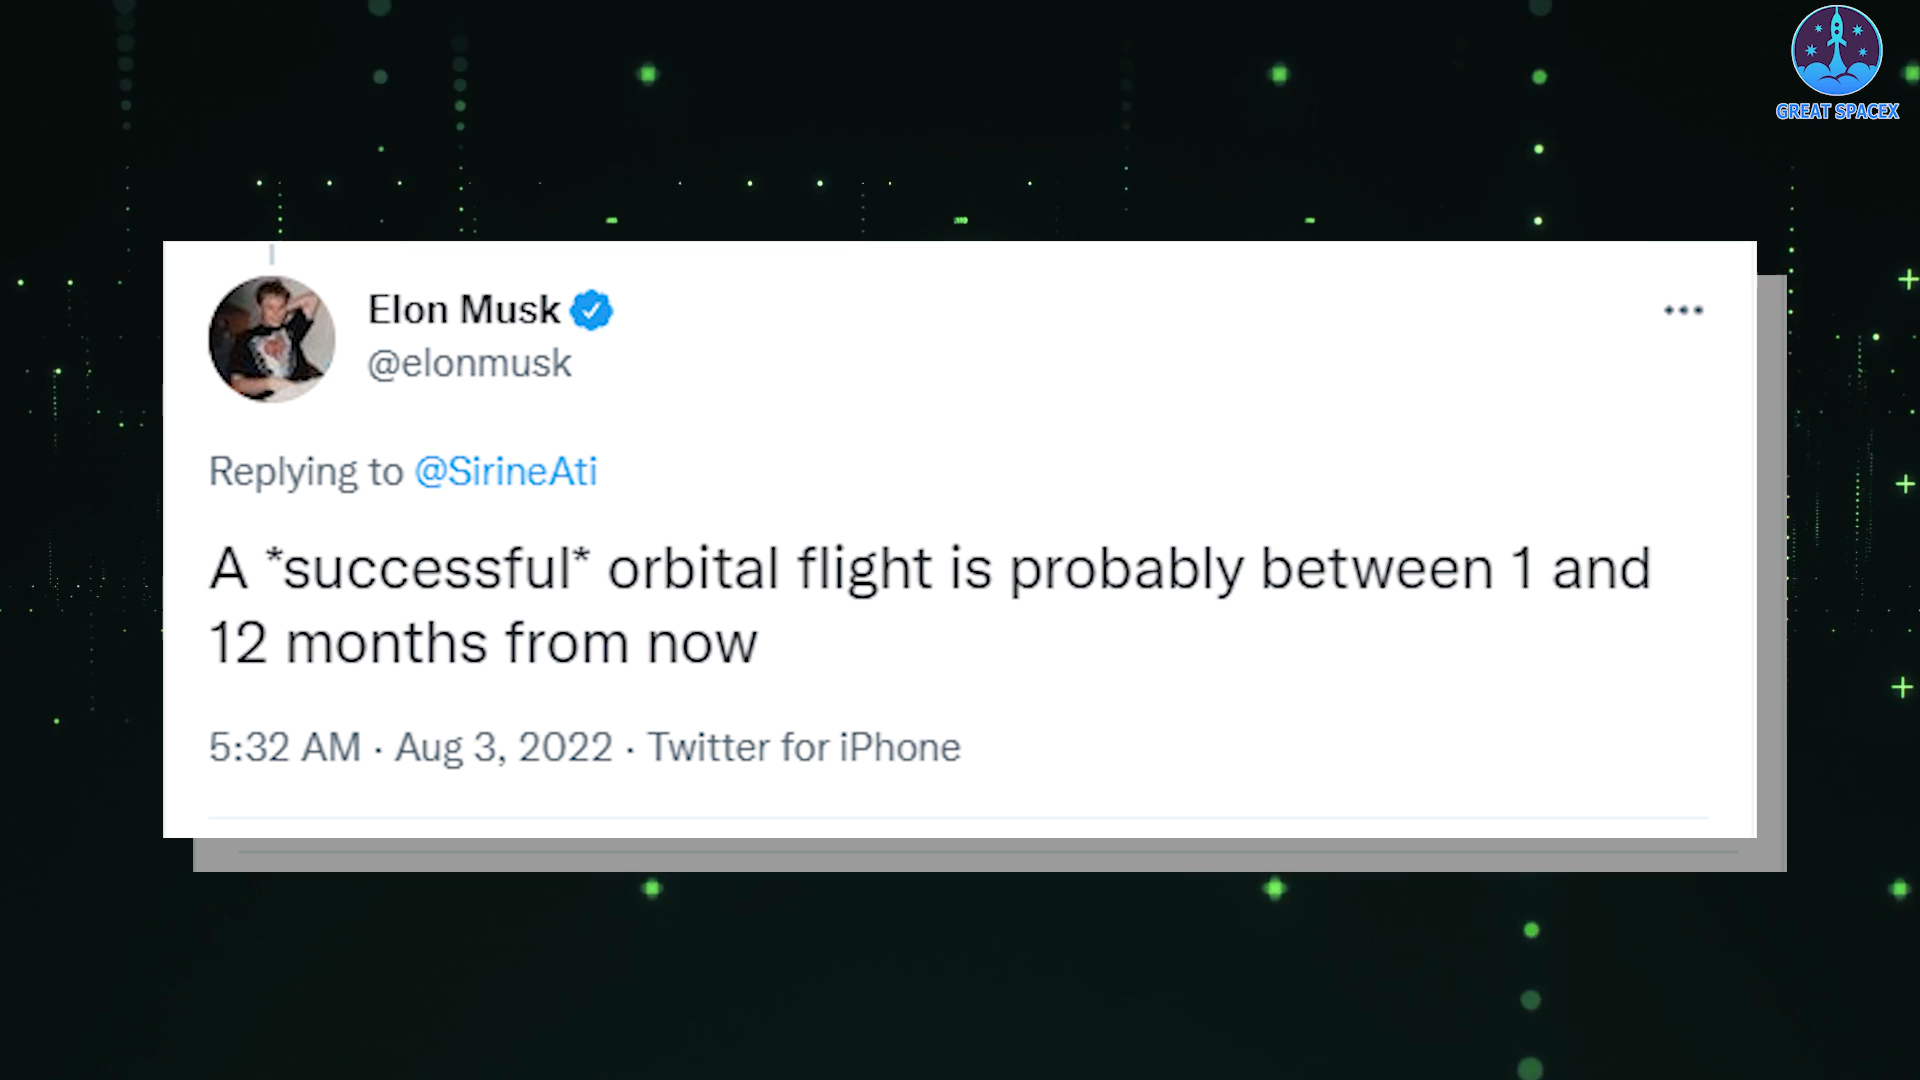 GREAT SPACEX
Elon Musk
@elonmusk
Replying to @SirineAti
A *successful* orbital flight is probably between 1 and
12 months from now
5:32 AM · Aug 3, 2022 · Twitter for iPhone